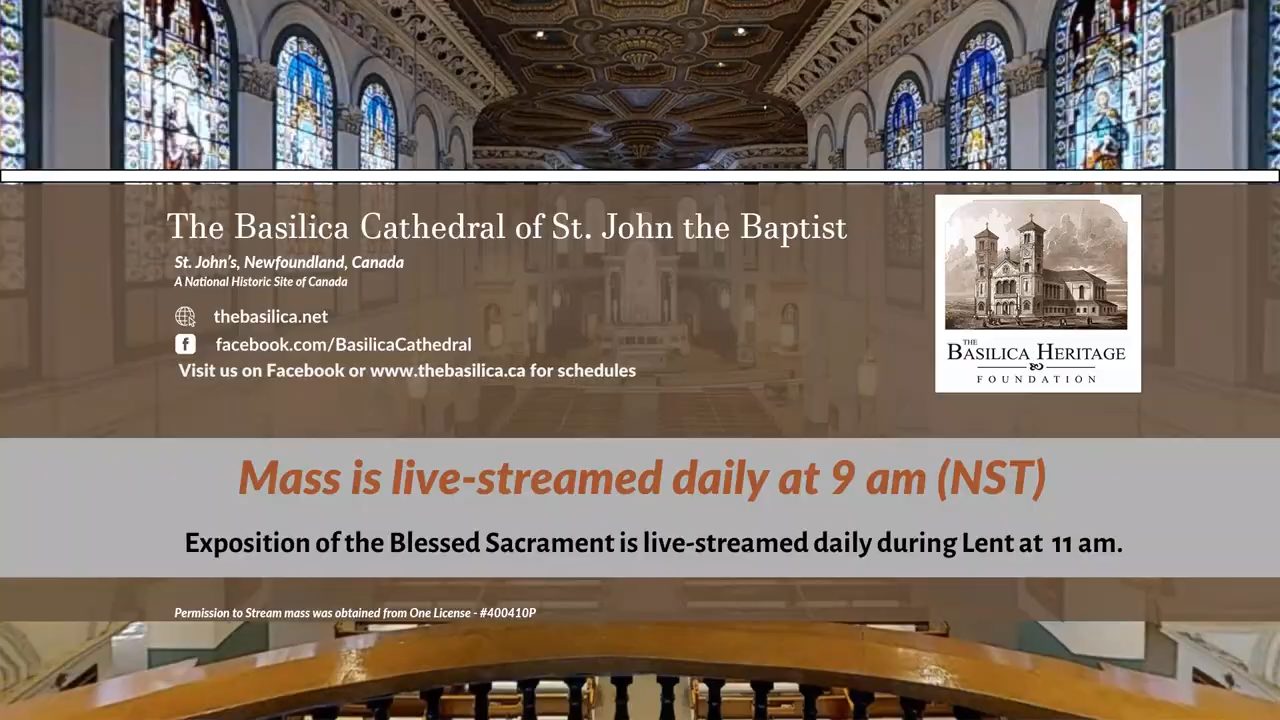 The Basilica Cathedral of St. John the Baptist
St. John's, Newfoundland, Canada
A National Historic Site of Canada
thebasilica.net
facebook.com/BasilicaCathedral
Visit us on Facebook or www.thebasilica.ca for schedules
THE
BASILICA HERITAGE
FOUNDATION
Mass is live-streamed daily at 9 am (NST)
Exposition of the Blessed Sacrament is live-streamed daily during Lent at 11 am.
Permission to Stream mass was obtained from One License - #400410P